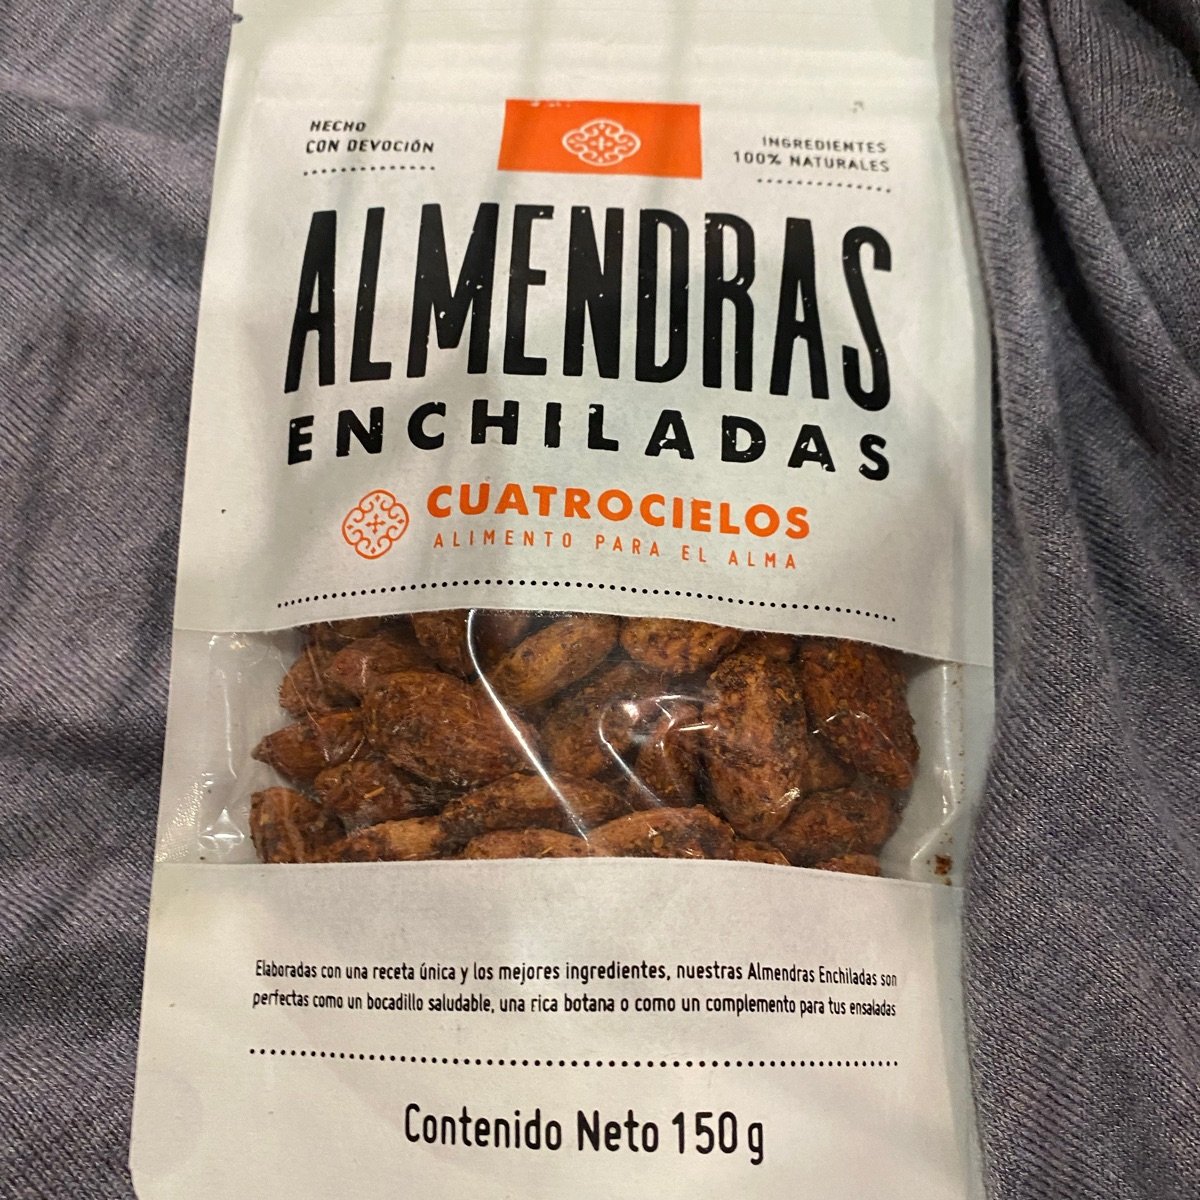 HECHO
CON DEVOCIÓN
INGREDIENTES
100% NATURALES
ALMENDRAS
ENCHILADAS
CUATROCIELOS
ALIMENTO PARA EL ALMA
Elaboradas con una receta única y los mejores ingredientes, nuestras Almendras Enchiladas son
perfectas como un bocadillo saludable, una rica botana o como un complemento para tus ensaladas
Contenido Neto 150 g